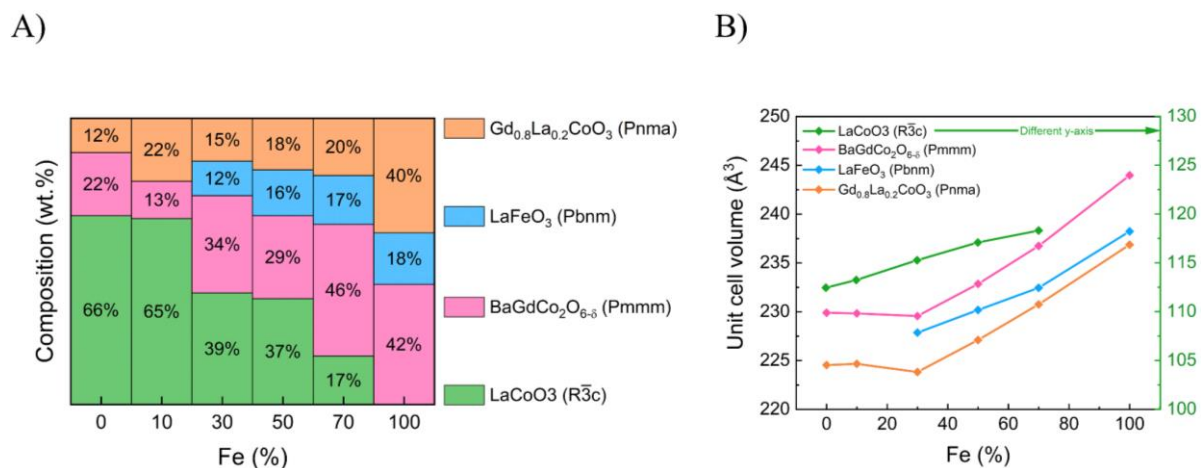 A)
B)
Composition (wt. %)
12%
22%
66%
22%
13%
65%
15%
12%
34%
39%
18%
16%
29%
37%
20%
17%
46%
17%
40%
18%
42%
0 10 30 50 70 100
Fe (%)
Gd0.8La0.2CoO3 (Pnma)
LaFeO3 (Pbnm)
BaGdCo2O6-δ (Pmmm)
LaCoO3 (R3̅c)
Unit cell volume (Å3)
250
245
240
235
230
225
220
LaCoO3 (R3̅c)
Different y-axis
BaGdCo2O6-δ (Pmmm)
LaFeO3 (Pbnm)
Gd0.8La0.2CoO3 (Pnma)
130
125
120
115
110
105
100
0 20 40 60 80 100
Fe (%)